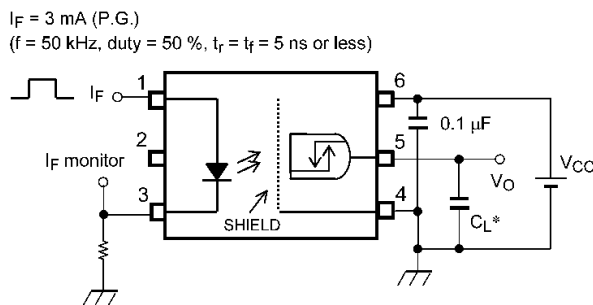 IF = 3 mA (P.G.)
(f = 50 kHz, duty = 50 %, tr = tf = 5 ns or less)
IF
1
2
3
IF monitor
SHIELD
6
5
4
0.1 μF
VO
CL*
VCC